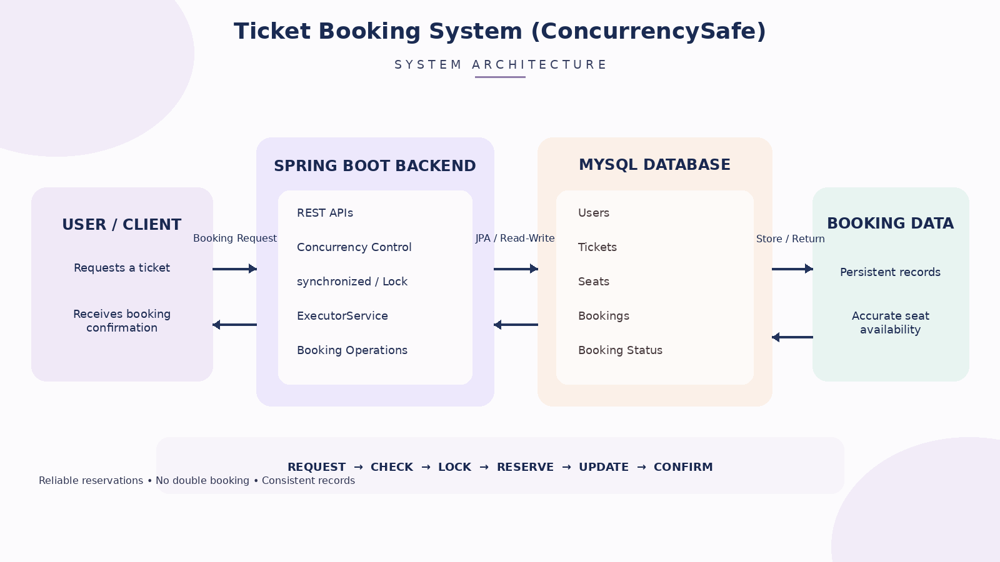 Ticket Booking System (ConcurrencySafe)
SYSTEM ARCHITECTURE
USER / CLIENT
Requests a ticket
Receives booking
confirmation
Booking Request
SPRING BOOT BACKEND
REST APIs
Concurrency Control
synchronized / Lock
ExecutorService
Booking Operations
JPA / Read-Write
MYSQL DATABASE
Users
Tickets
Seats
Bookings
Booking Status
Store / Return
BOOKING DATA
Persistent records
Accurate seat
availability
REQUEST → CHECK → LOCK → RESERVE → UPDATE → CONFIRM
Reliable reservations • No double booking • Consistent records